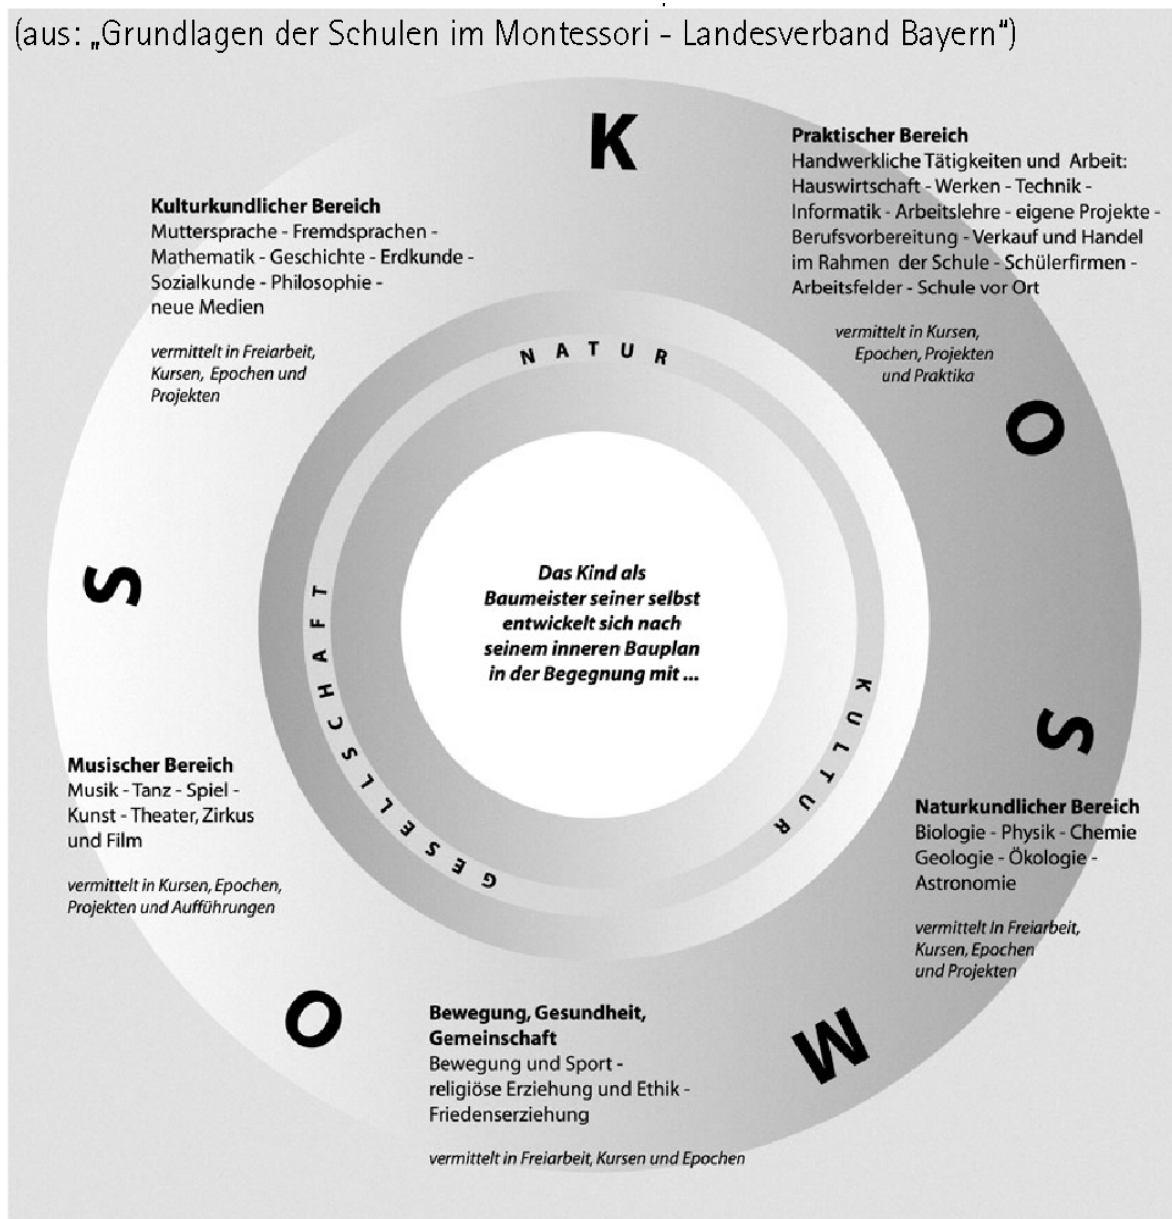 (aus: „Grundlagen der Schulen im Montessori - Landesverband Bayern“)
K
O
S
M
O
S
Praktischer Bereich
Handwerkliche Tätigkeiten und Arbeit:
Hauswirtschaft - Werken - Technik -
Informatik - Arbeitslehre - eigene Projekte -
Berufsvorbereitung - Verkauf und Handel
im Rahmen der Schule - Schülerfirmen -
Arbeitsfelder - Schule vor Ort
vermittelt in Kursen,
Epochen, Projekten
und Praktika
Kulturkundlicher Bereich
Muttersprache - Fremdsprachen -
Mathematik - Geschichte - Erdkunde -
Sozialkunde - Philosophie -
neue Medien
vermittelt in Freiarbeit,
Kursen, Epochen und
Projekten
NATUR
KULTUR
GESELLSCHAFT
Das Kind als
Baumeister seiner selbst
entwickelt sich nach
seinem inneren Bauplan
in der Begegnung mit ...
Musischer Bereich
Musik - Tanz - Spiel -
Kunst - Theater, Zirkus
und Film
vermittelt in Kursen, Epochen,
Projekten und Aufführungen
Naturkundlicher Bereich
Biologie - Physik - Chemie
Geologie - Ökologie -
Astronomie
vermittelt In Freiarbeit,
Kursen, Epochen
und Projekten
Bewegung, Gesundheit,
Gemeinschaft
Bewegung und Sport -
religiöse Erziehung und Ethik -
Friedenserziehung
vermittelt in Freiarbeit, Kursen und Epochen